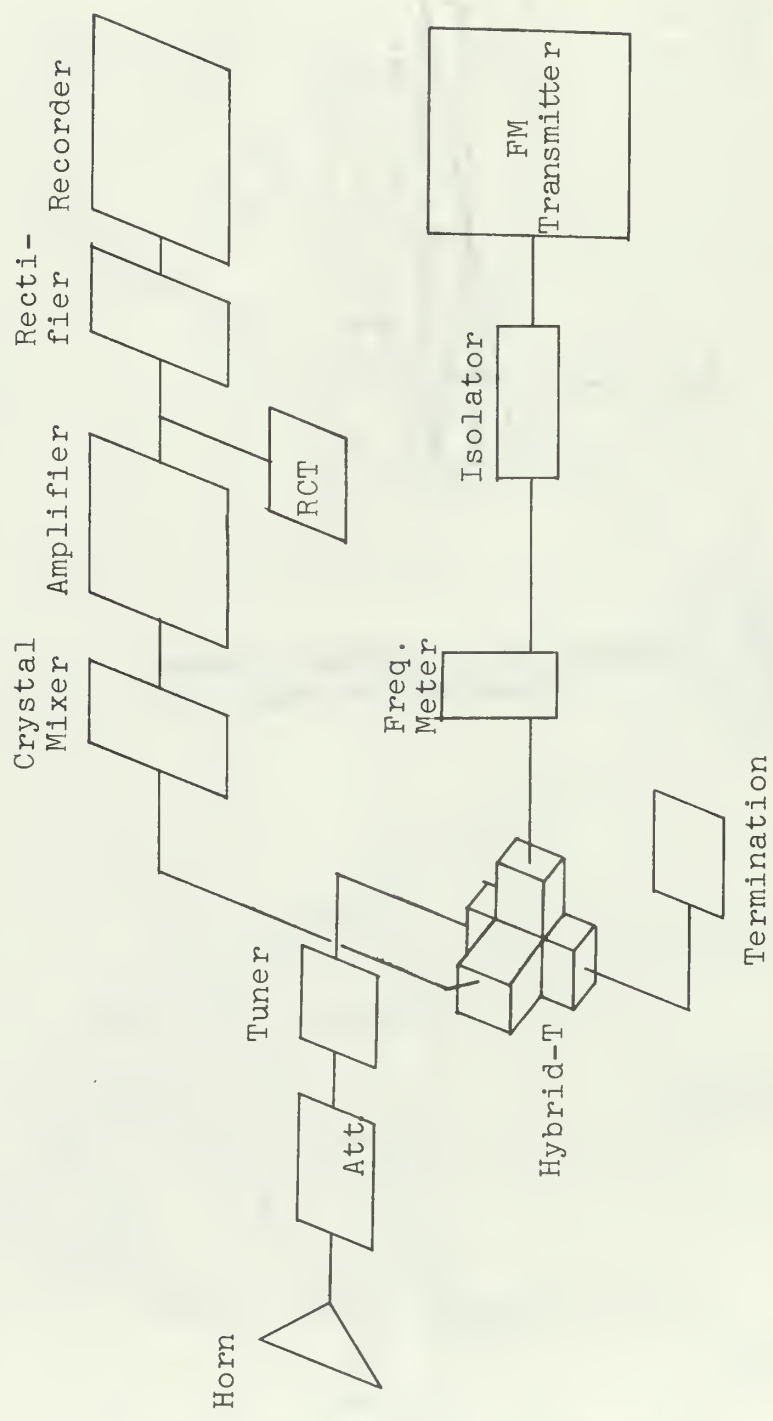 Recorder
Recti-
fier
Amplifier
Crystal
Mixer
RCT
FM
Transmitter
Isolator
Freq.
Meter
Tuner
Att.
Horn
Hybrid-T
Termination